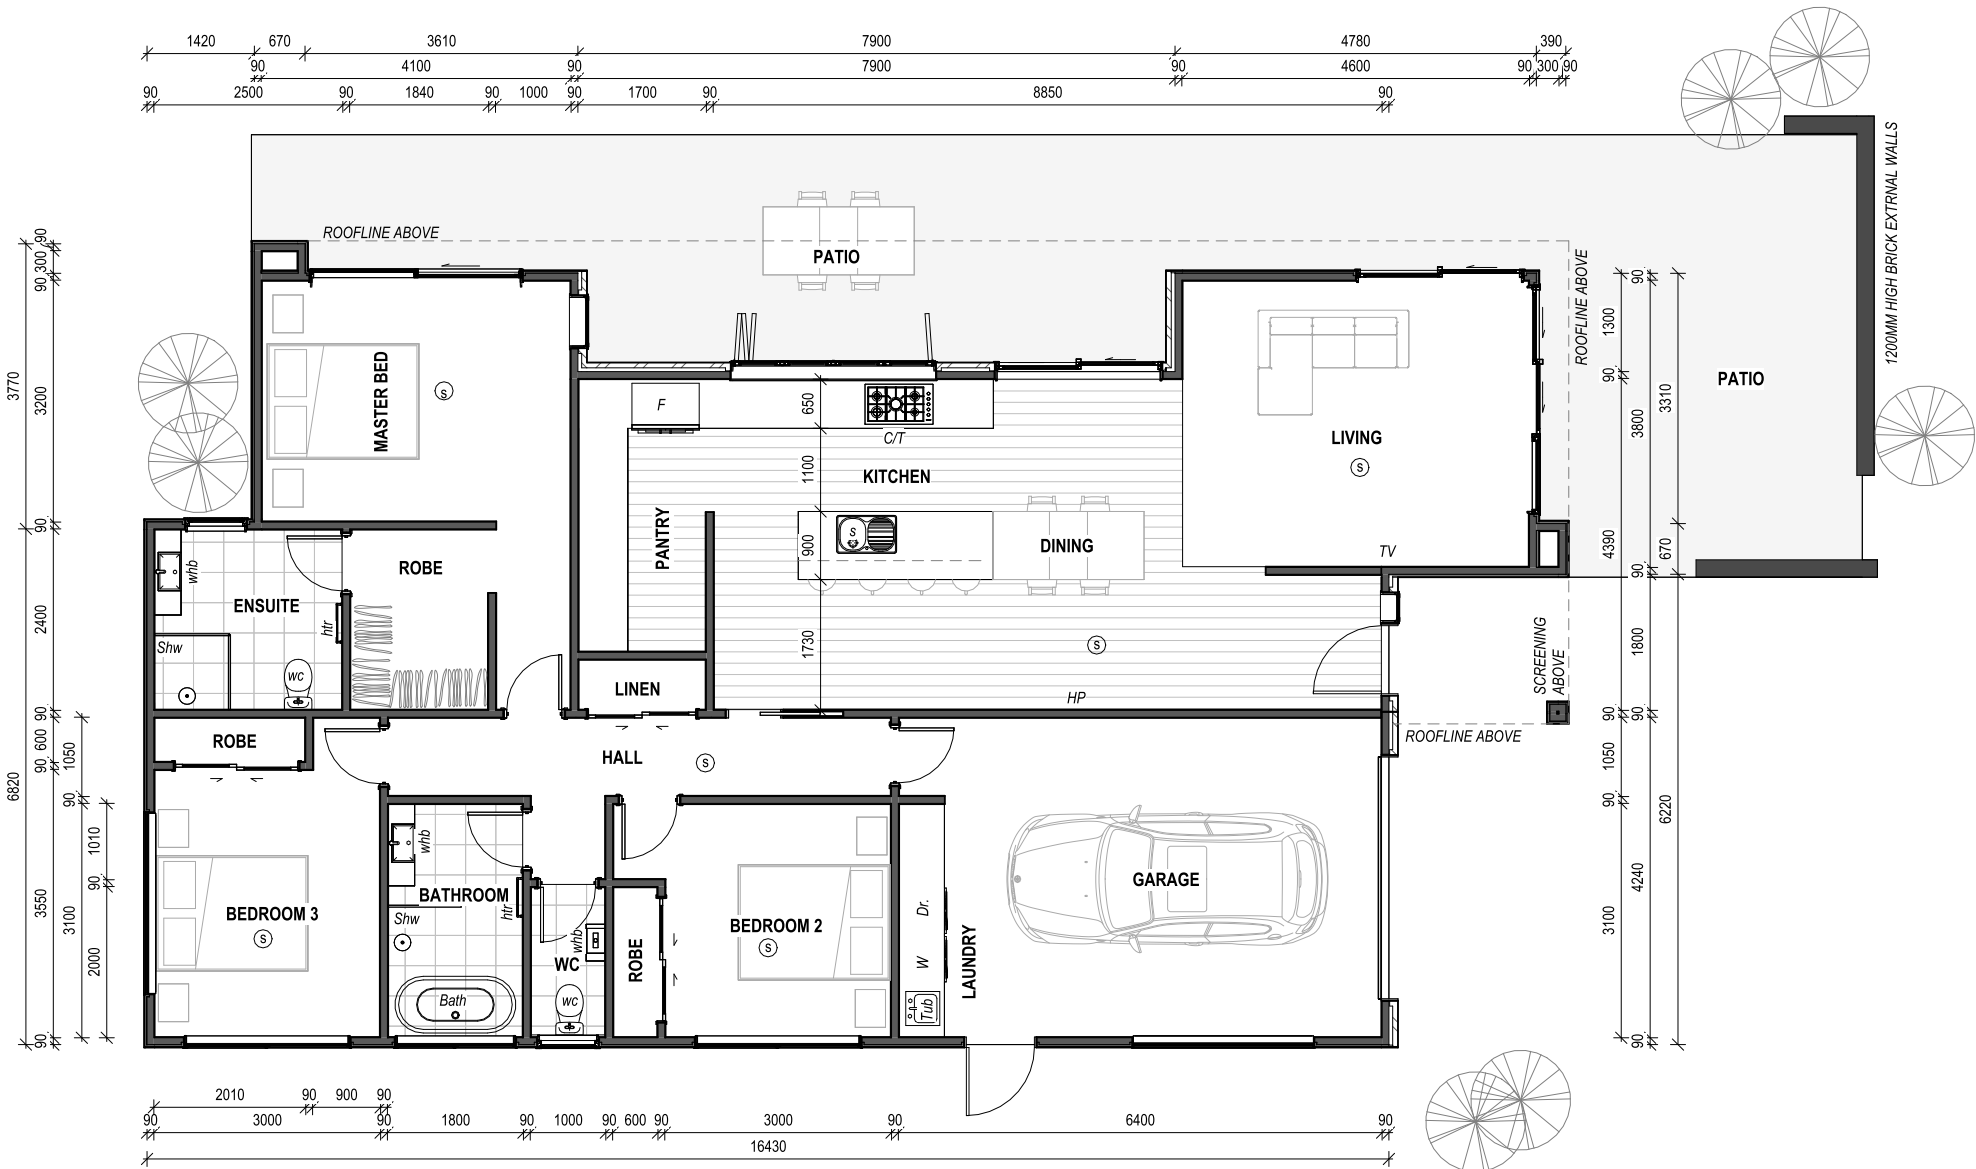 1420 670 3610 7900 4780 390
90 4100 90 7900 90 4600 90 300 90
90 2500 90 1840 90 1000 90 1700 90 8850 90
1200MM HIGH BRICK EXTRNAL WALLS
ROOFLINE ABOVE
PATIO
ROOFLINE ABOVE
90
300
90
3770
3200
90
2400
90
600
90
1050
6820
90
1010
90
3550
3100
2000
90
MASTER BED
S
F
C/T
650
1100
900
1730
KITCHEN
PANTRY
S
DINING
S
LIVING
S
TV
PATIO
90
1300
90
3800
3310
4390
670
90
1800
90
90
1050
90
6220
4240
3100
90
SCREENING
ABOVE
ROOFLINE ABOVE
whb
ENSUITE
Shw
htr
wc
ROBE
LINEN
HP
ROBE
HALL
S
BEDROOM 3
S
whb
BATHROOM
Shw
htr
Bath
whb
WC
wc
ROBE
BEDROOM 2
S
Dr.
W
Tub
LAUNDRY
GARAGE
2010 90 900 90
90 3000 90 1800 90 1000 90 600 90 3000 90 6400 90
16430